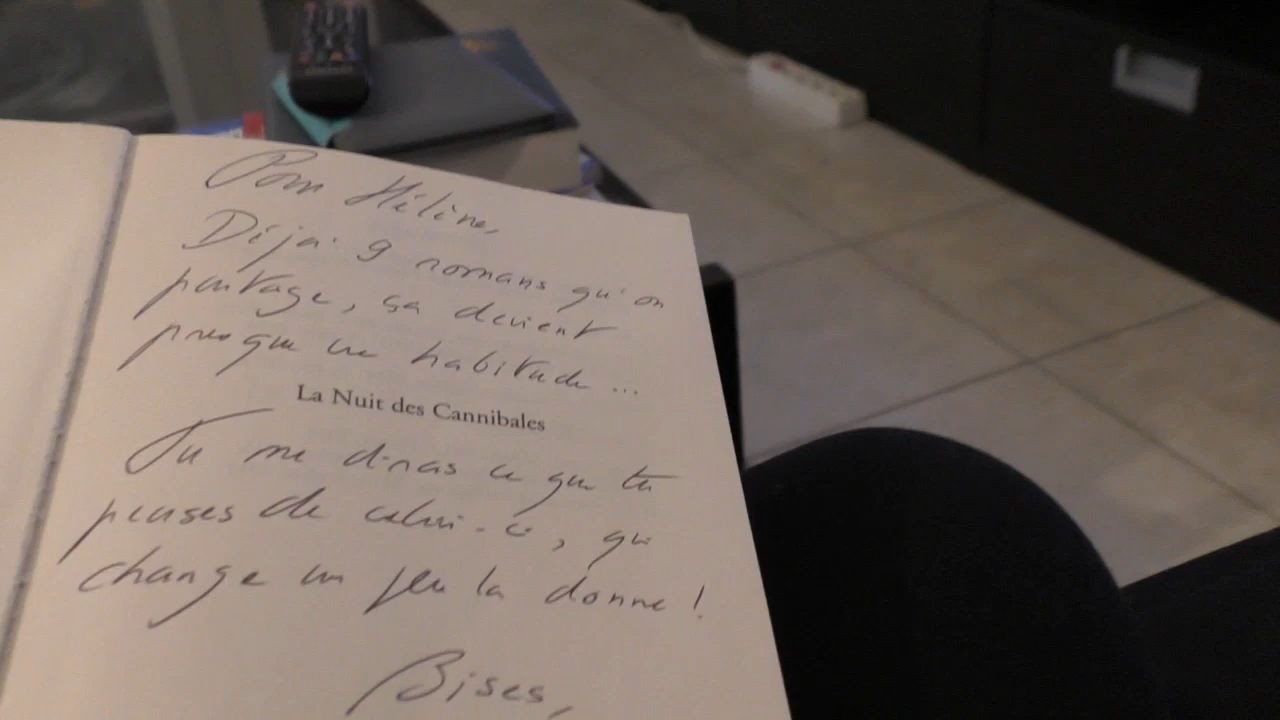 Pour Hélène,
Déjà 9 romans qu'on
partage, ça devient
presque une habitude...
La Nuit des Cannibales
Tu me diras ce que tu
penses de celui-ci, qui
change un peu la donne !
Bises,